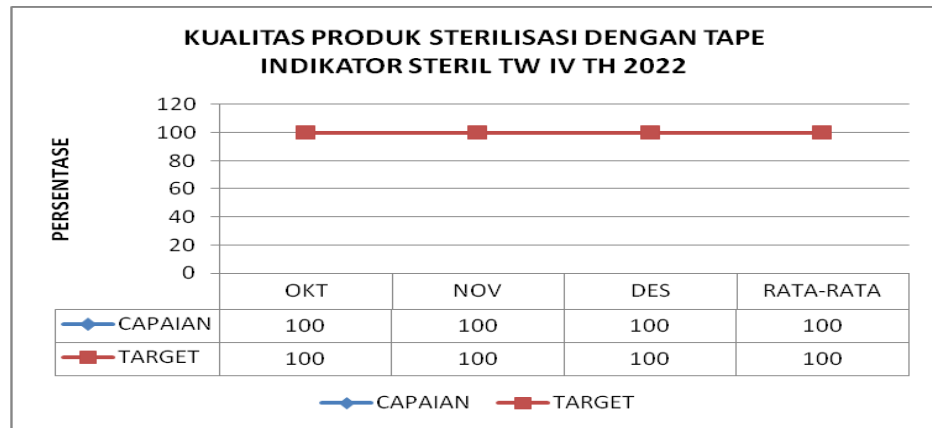 KUALITAS PRODUK STERILISASI DENGAN TAPE
INDIKATOR STERIL TW IV TH 2022
PERSENTASE
120
100
80
60
40
20
0
OKT NOV DES RATA-RATA
CAPAIAN 100 100 100 100
TARGET 100 100 100 100
CAPAIAN TARGET